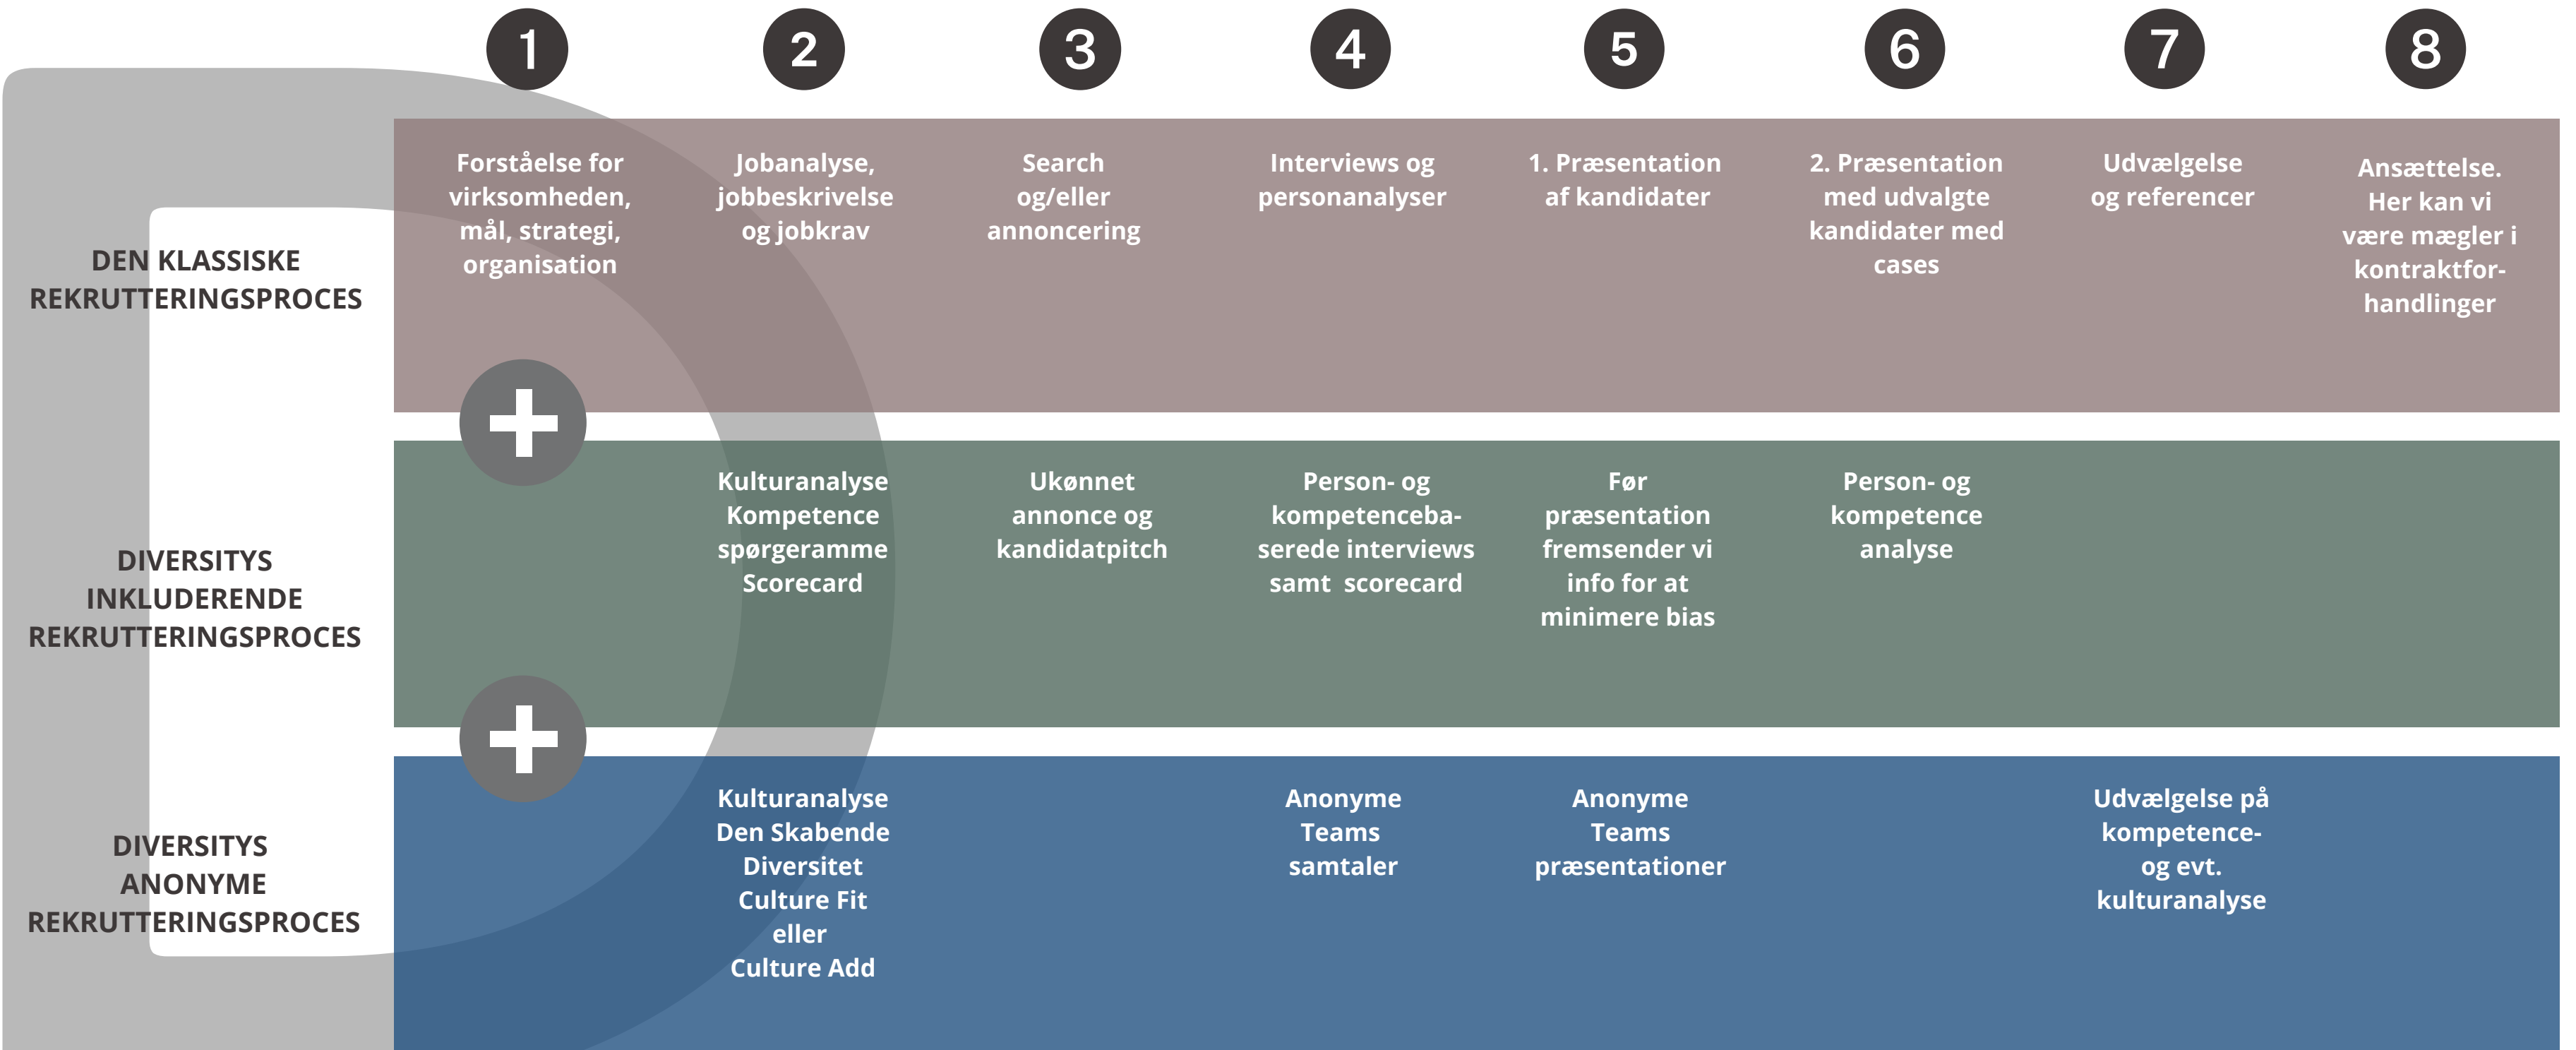 1
2
3
4
5
6
7
8
DEN KLASSISKE
REKRUTTERINGSPROCES
Forståelse for
virksomheden,
mål, strategi,
organisation
Jobanalyse,
jobbeskrivelse
og jobkrav
Search
og/eller
annoncering
Interviews og
personanalyser
1. Præsentation
af kandidater
2. Præsentation
med udvalgte
kandidater med
cases
Udvælgelse
og referencer
Ansættelse.
Her kan vi
være mægler i
kontraktfor-
handlinger
DIVERSITYS
INKLUDERENDE
REKRUTTERINGSPROCES
Kulturanalyse
Kompetence
spørgeramme
Scorecard
Ukønnet
annonce og
kandidatpitch
Person- og
kompetenceba-
serede interviews
samt  scorecard
Før
præsentation
fremsender vi
info for at
minimere bias
Person- og
kompetence
analyse
DIVERSITYS
ANONYME
REKRUTTERINGSPROCES
Kulturanalyse
Den Skabende
Diversitet
Culture Fit
eller
Culture Add
Anonyme
Teams
samtaler
Anonyme
Teams
præsentationer
Udvælgelse på
kompetence-
og evt.
kulturanalyse